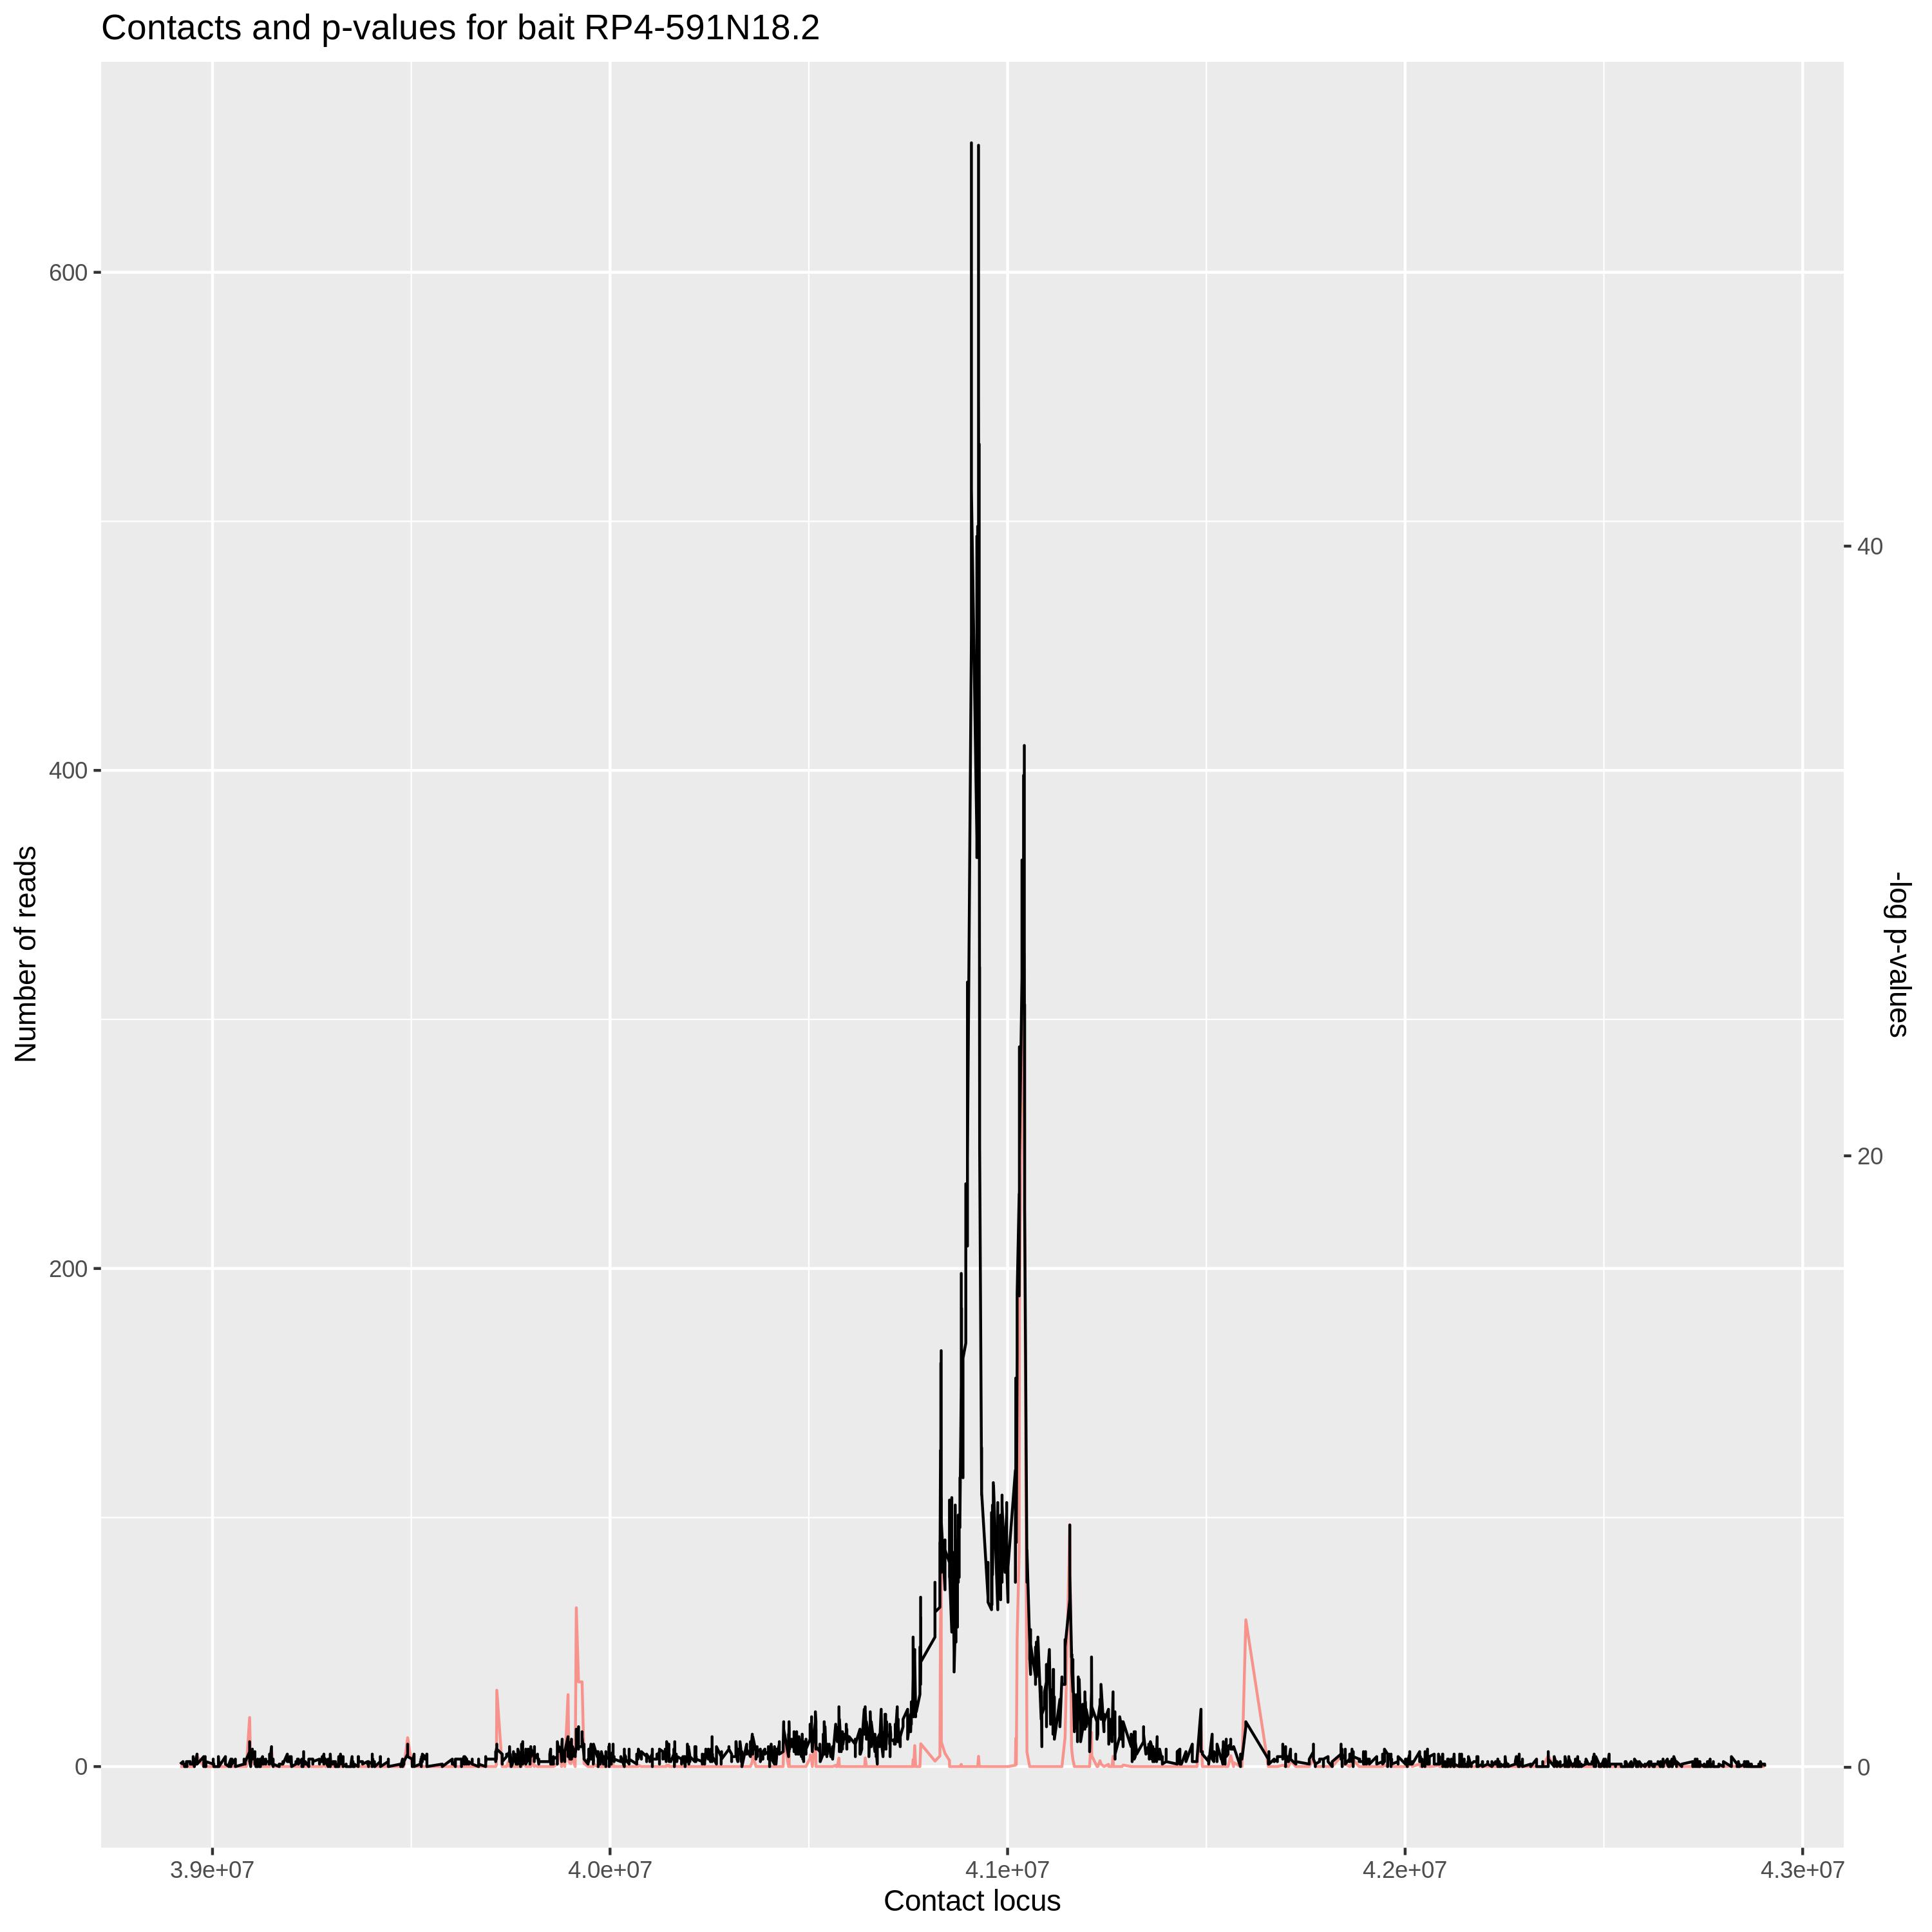 Contacts and p-values for bait RP4-591N18.2
600
400
200
0
Number of reads
40
20
0
-log p-values
3.9e+07
4.0e+07
4.1e+07
4.2e+07
4.3e+07
Contact locus